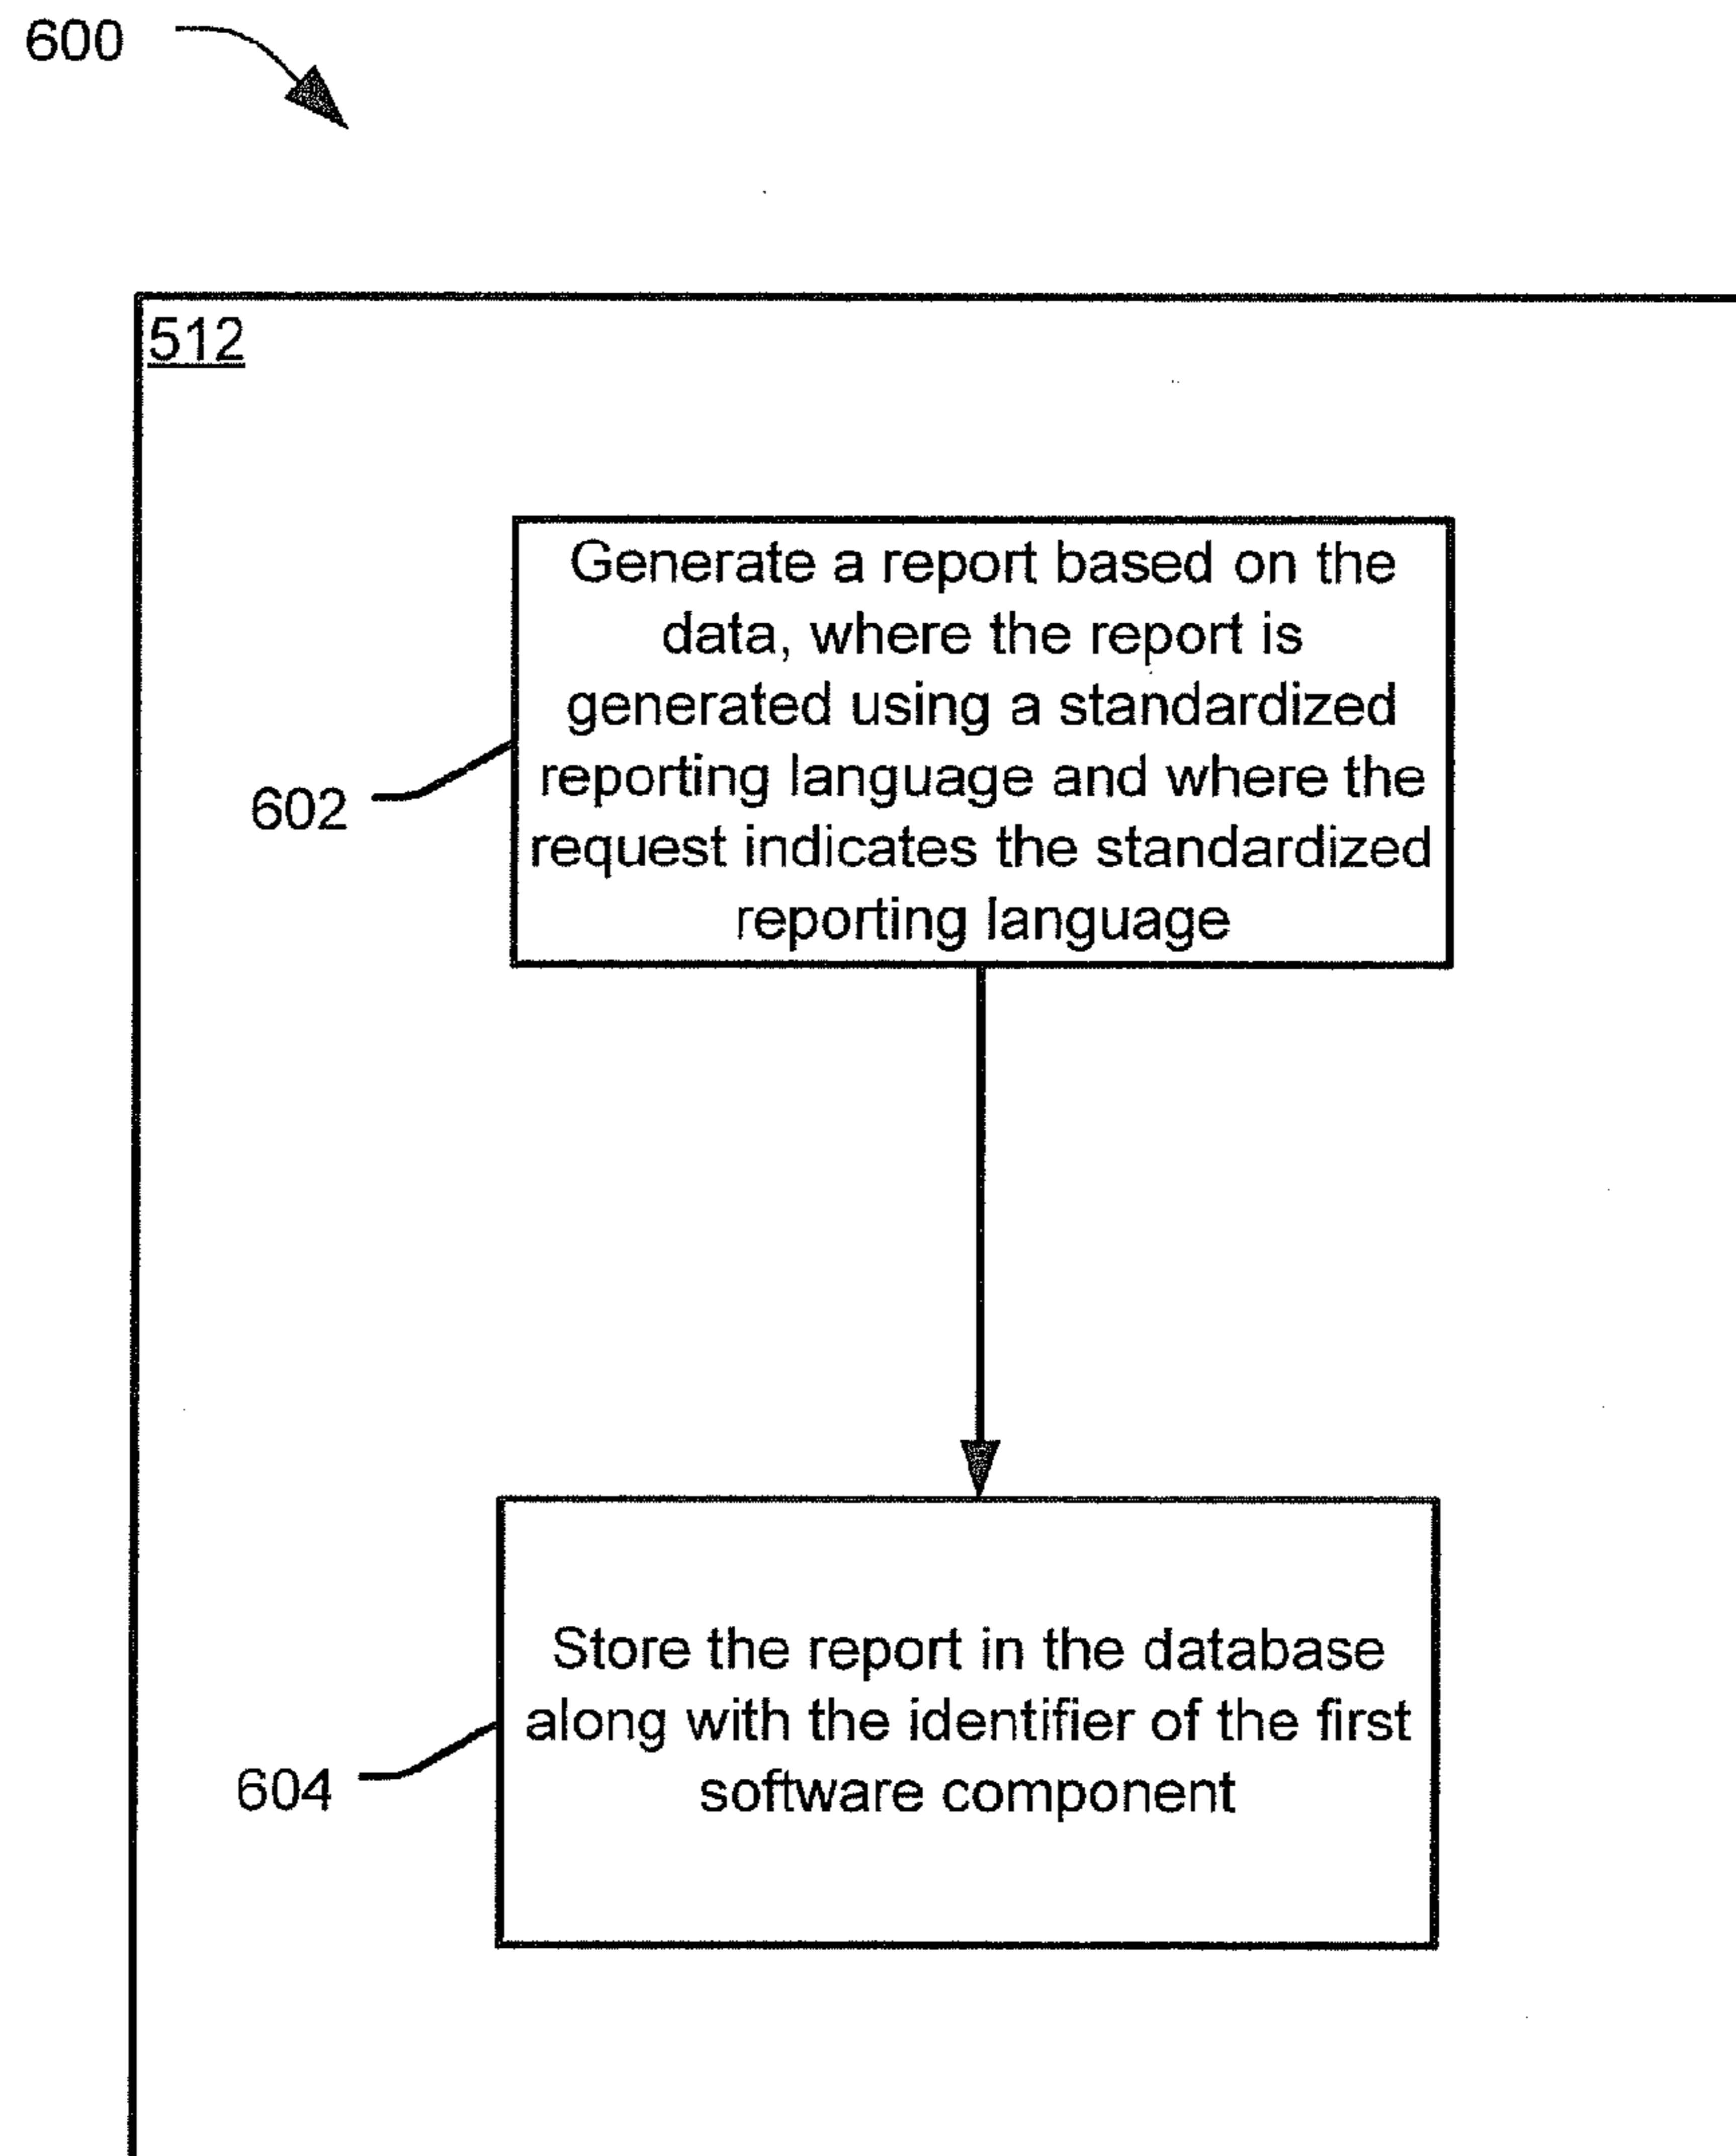 600
512
Generate a report based on the
data, where the report is
generated using a standardized
reporting language and where the
request indicates the standardized
reporting language
602
Store the report in the database
along with the identifier of the first
software component
604